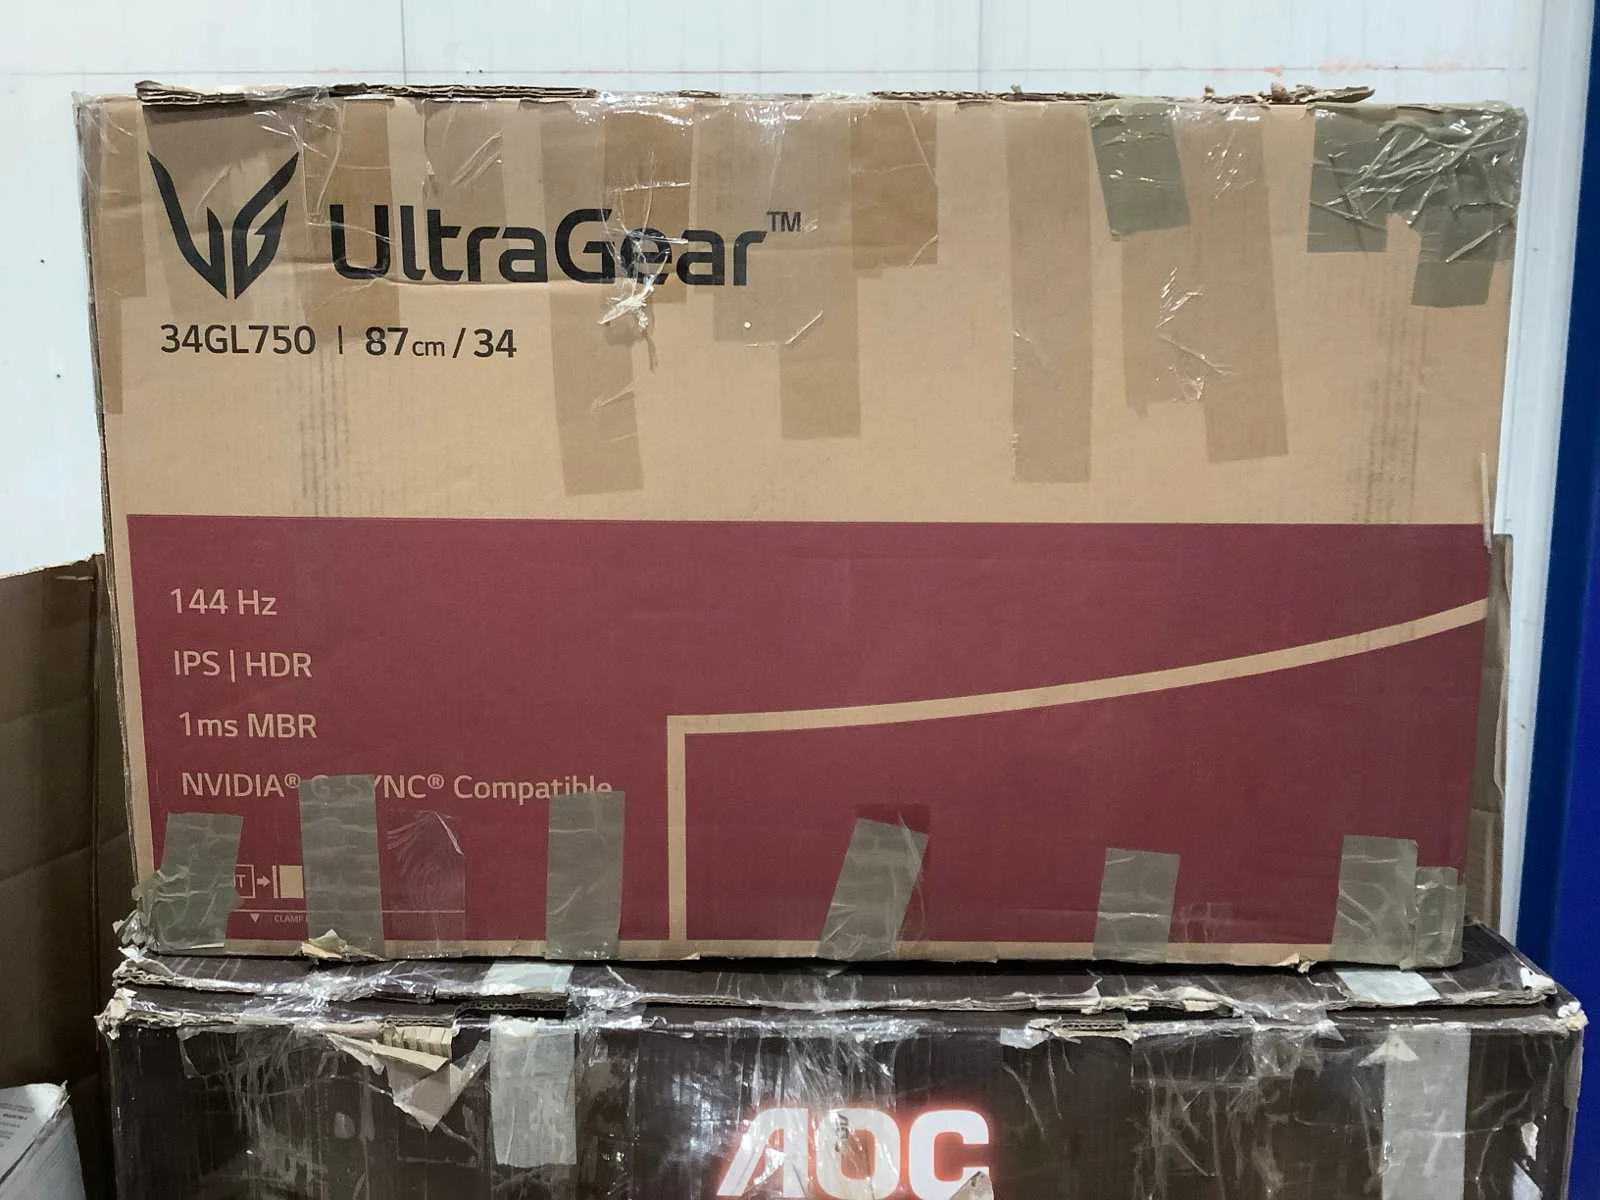 UltraGear™
34GL750 | 87cm / 34
144 Hz
IPS | HDR
1ms MBR
NVIDIA® G-SYNC® Compatible
AOC